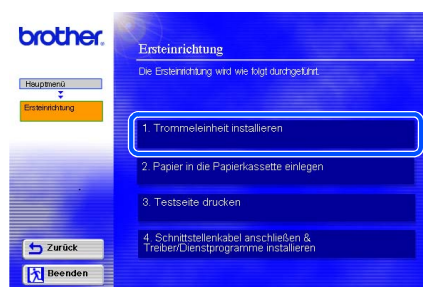 brother
Ersteinrichtung
Die Ersteinrichtung wird wie folgt durchgeführt.
Hauptmenü
Ersteinrichtung
1. Trommeleinheit installieren
2. Papier in die Papierkassette einlegen
3. Testseite drucken
4. Schnittstellenkabel anschließen &
Treiber/Dienstprogramme installieren
Zurück
Beenden